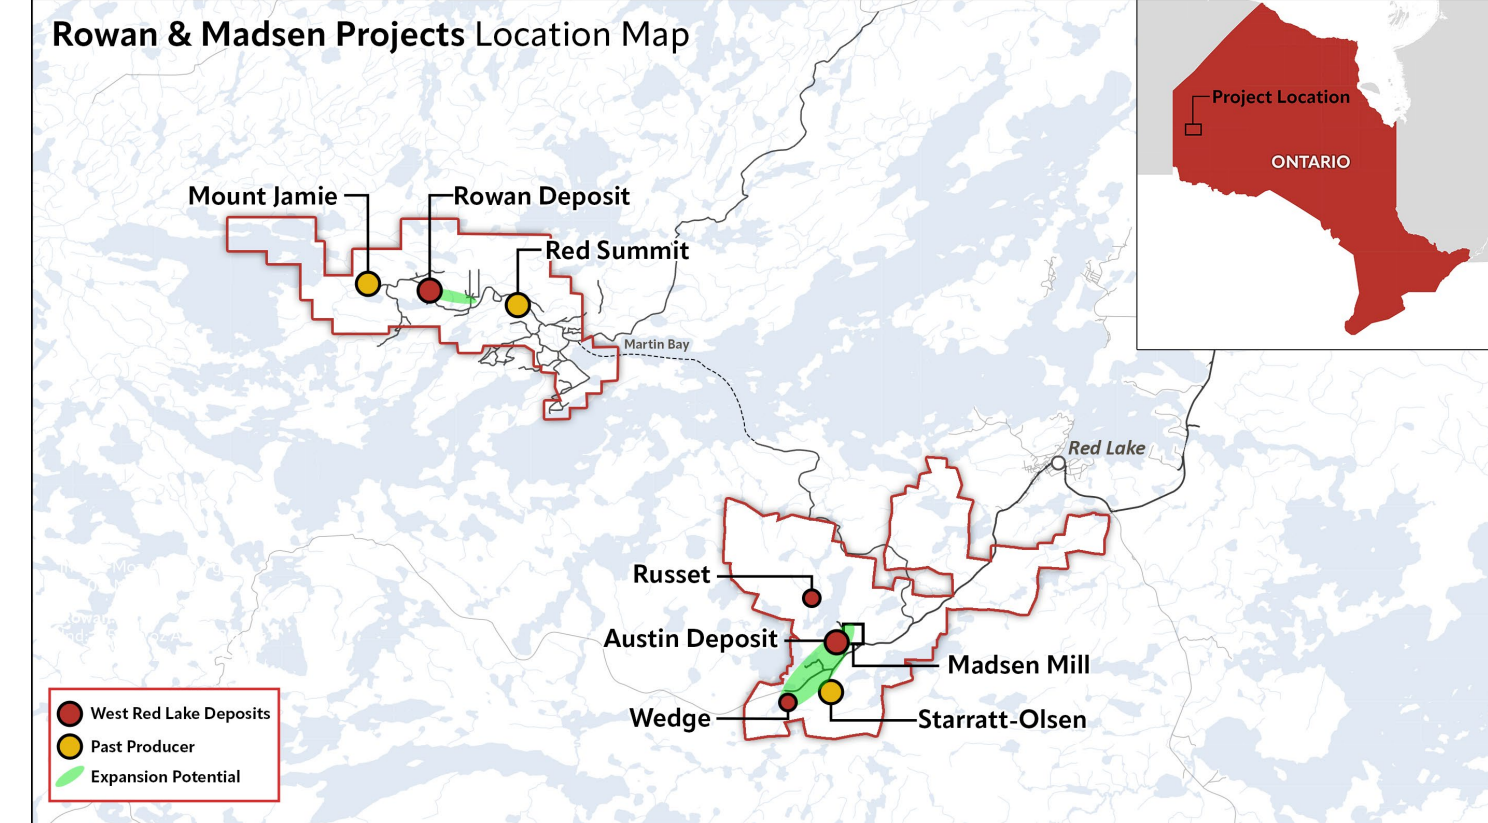 Rowan & Madsen Projects Location Map
Project Location
ONTARIO
Mount Jamie
Rowan Deposit
Red Summit
Martin Bay
Red Lake
Russet
Austin Deposit
Madsen Mill
Wedge
Starratt-Olsen
West Red Lake Deposits
Past Producer
Expansion Potential